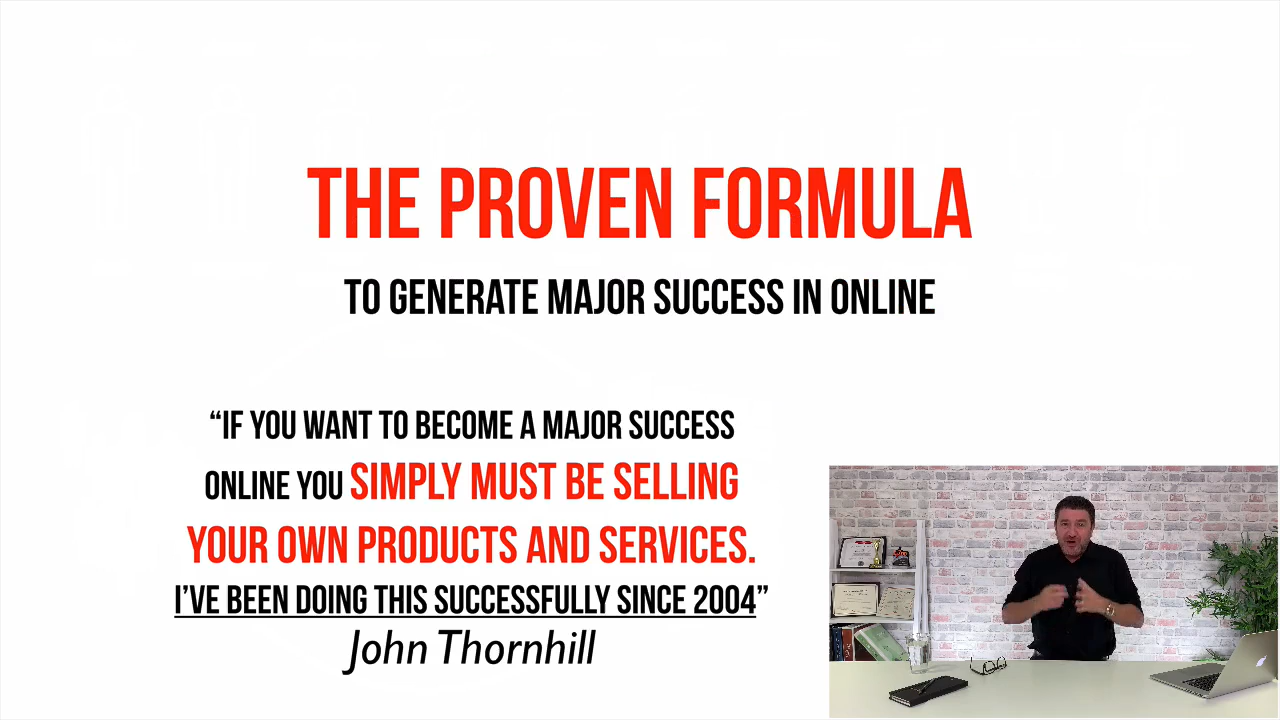 THE PROVEN FORMULA
TO GENERATE MAJOR SUCCESS IN ONLINE
“IF YOU WANT TO BECOME A MAJOR SUCCESS
ONLINE YOU SIMPLY MUST BE SELLING
YOUR OWN PRODUCTS AND SERVICES.
I’VE BEEN DOING THIS SUCCESSFULLY SINCE 2004”
John Thornhill